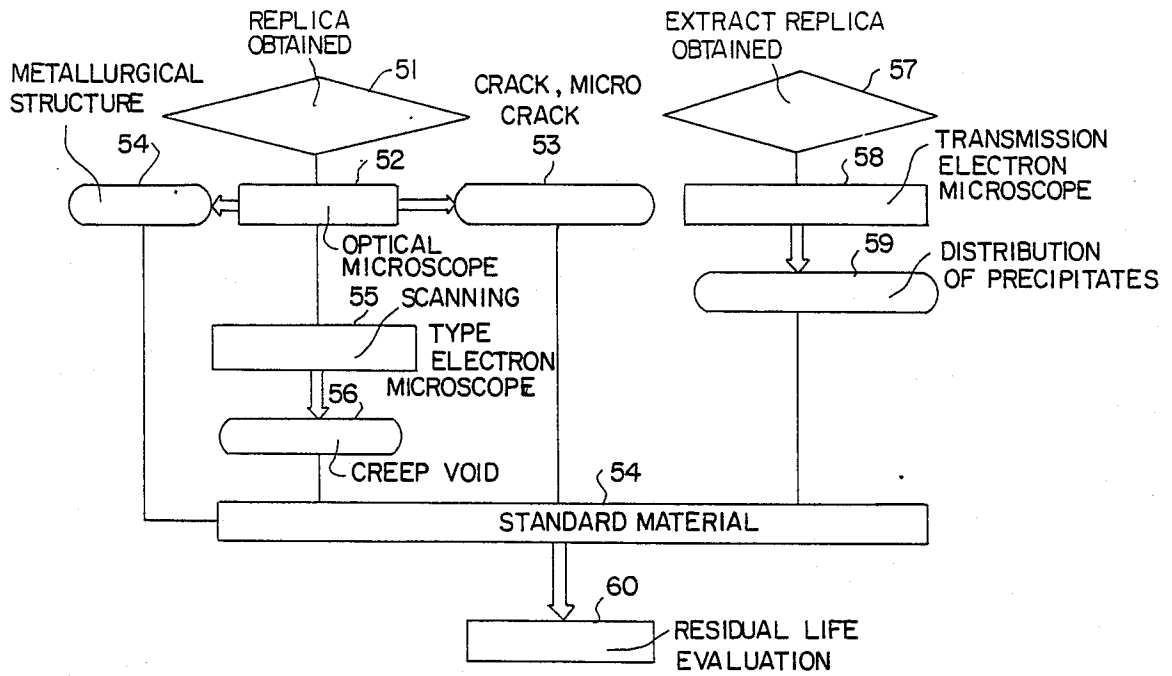 REPLICA
OBTAINED
51
METALLURGICAL
STRUCTURE
54
52
CRACK, MICRO
CRACK
53
EXTRACT REPLICA
OBTAINED
57
58
TRANSMISSION
ELECTRON
MICROSCOPE
OPTICAL
MICROSCOPE
59
DISTRIBUTION
OF PRECIPITATES
55
SCANNING
TYPE
ELECTRON
MICROSCOPE
56
CREEP VOID
54
STANDARD MATERIAL
60
RESIDUAL LIFE
EVALUATION